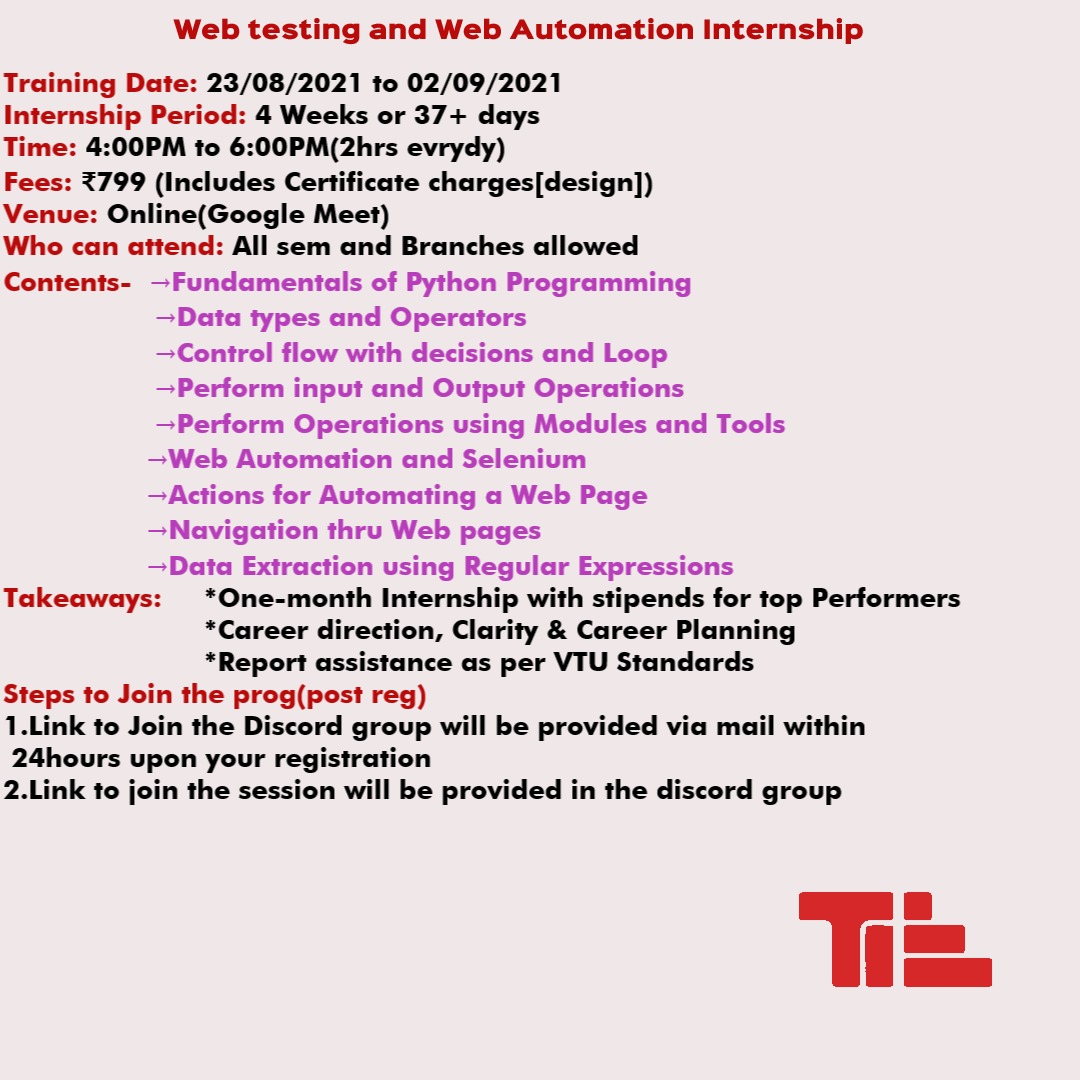 Web testing and Web Automation Internship
Training Date: 23/08/2021 to 02/09/2021
Internship Period: 4 Weeks or 37+ days
Time: 4:00PM to 6:00PM(2hrs evrydy)
Fees: ₹799 (Includes Certificate charges[design])
Venue: Online(Google Meet)
Who can attend: All sem and Branches allowed
Contents- →Fundamentals of Python Programming
→Data types and Operators
→Control flow with decisions and Loop
→Perform input and Output Operations
→Perform Operations using Modules and Tools
→Web Automation and Selenium
→Actions for Automating a Web Page
→Navigation thru Web pages
→Data Extraction using Regular Expressions
Takeaways: *One-month Internship with stipends for top Performers
*Career direction, Clarity & Career Planning
*Report assistance as per VTU Standards
Steps to Join the prog(post reg)
1.Link to Join the Discord group will be provided via mail within
24hours upon your registration
2.Link to join the session will be provided in the discord group